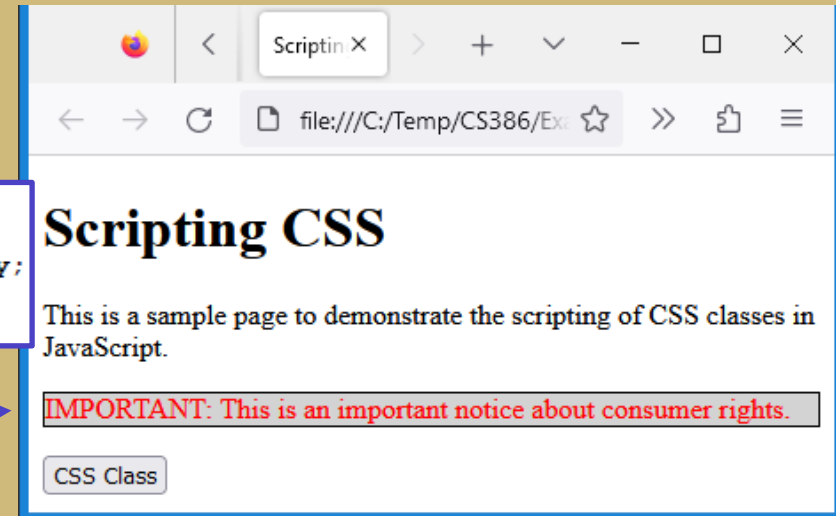 Scriptin
file:///C:/Temp/CS386/Ex
Scripting CSS
y;
This is a sample page to demonstrate the scripting of CSS classes in
JavaScript.
IMPORTANT: This is an important notice about consumer rights.
CSS Class